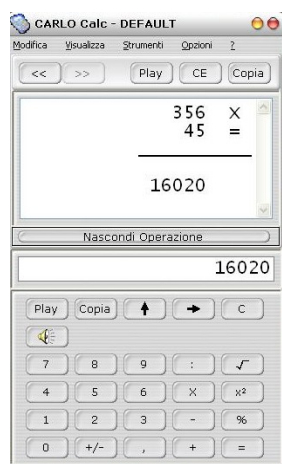 CARLO Calc - DEFAULT
Modifica Visualizza Strumenti Opzioni ?
<< >> Play CE Copia
356 X
45 =
16020
Nascondi Operazione
16020
Play Copia C
7 8 9 : √
4 5 6 X x²
1 2 3 - %
0 +/- , + =